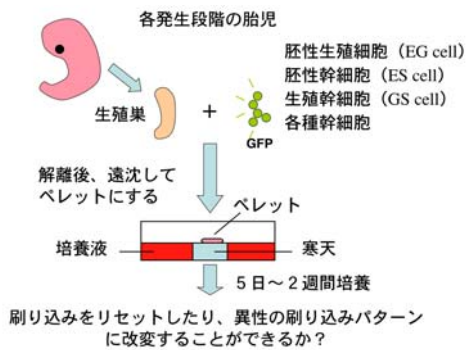 各発生段階の胎児
胚性生殖細胞（EG cell）
胚性幹細胞（ES cell）
生殖幹細胞（GS cell）
各種幹細胞
生殖巣
+
GFP
解離後、遠沈して
ペレットにする
ペレット
培養液
寒天
５日～２週間培養
刷り込みをリセットしたり、異性の刷り込みパターン
に改変することができるか？